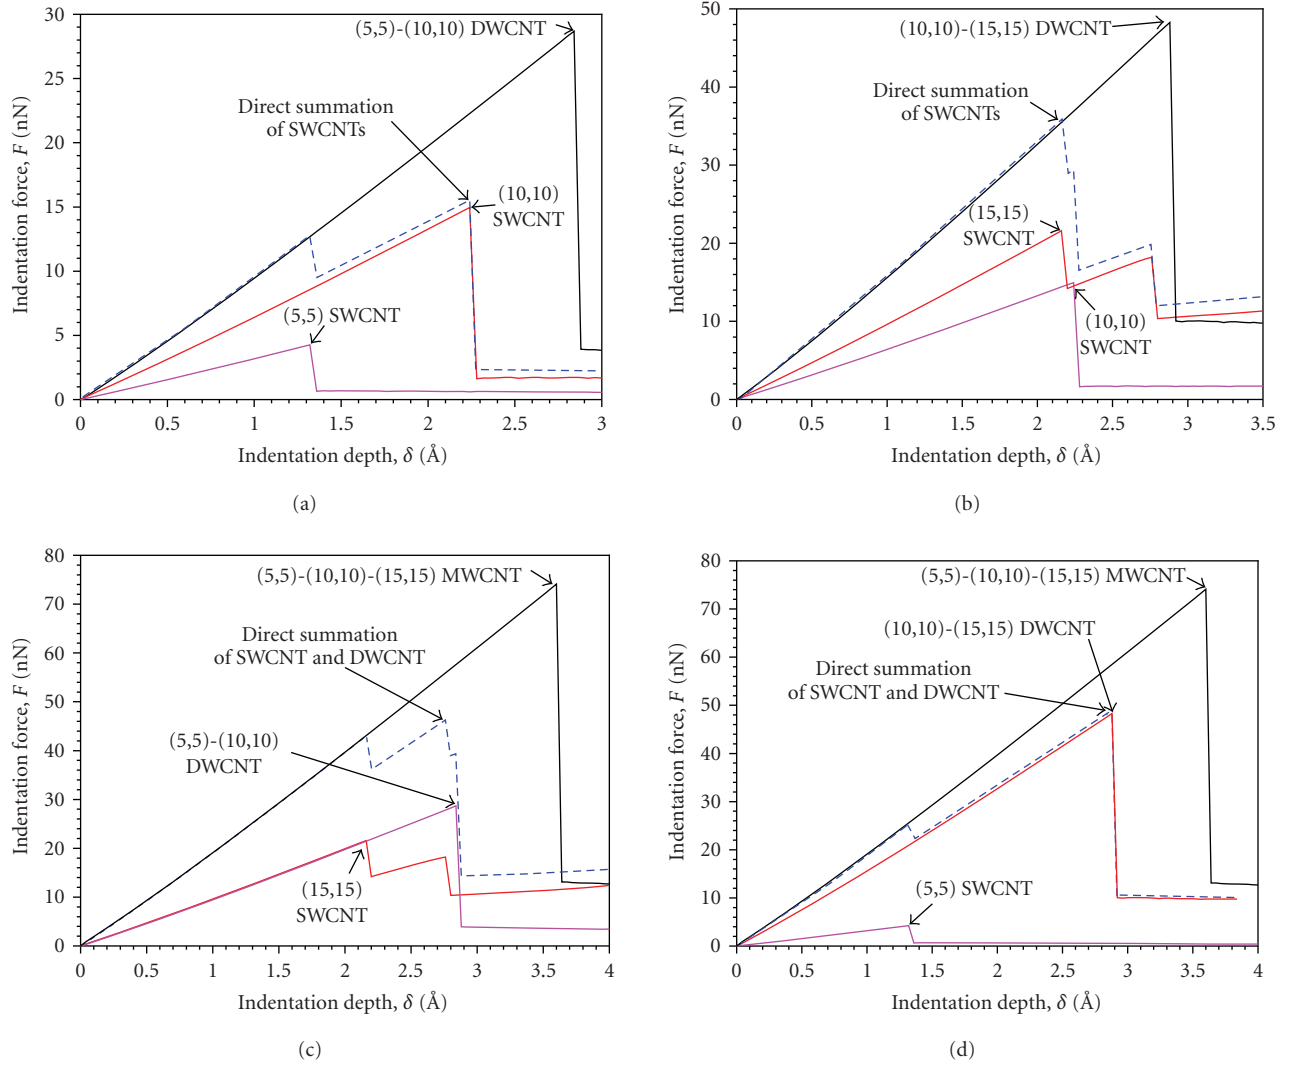 30
25
20
15
10
5
0
Indentation force, F (nN)
(5,5)-(10,10) DWCNT
Direct summation
of SWCNTs
(10,10)
SWCNT
(5,5) SWCNT
0
0.5
1
1.5
2
2.5
3
Indentation depth, δ (Å)
(a)
50
40
30
20
10
0
Indentation force, F (nN)
(10,10)-(15,15) DWCNT
Direct summation
of SWCNTs
(15,15)
SWCNT
(10,10)
SWCNT
0
0.5
1
1.5
2
2.5
3
3.5
Indentation depth, δ (Å)
(b)
80
70
60
50
40
30
20
10
0
Indentation force, F (nN)
(5,5)-(10,10)-(15,15) MWCNT
Direct summation
of SWCNT and DWCNT
(5,5)-(10,10)
DWCNT
(15,15)
SWCNT
0
0.5
1
1.5
2
2.5
3
3.5
4
Indentation depth, δ (Å)
(c)
80
70
60
50
40
30
20
10
0
Indentation force, F (nN)
(5,5)-(10,10)-(15,15) MWCNT
(10,10)-(15,15) DWCNT
Direct summation
of SWCNT and DWCNT
(5,5) SWCNT
0
0.5
1
1.5
2
2.5
3
3.5
4
Indentation depth, δ (Å)
(d)